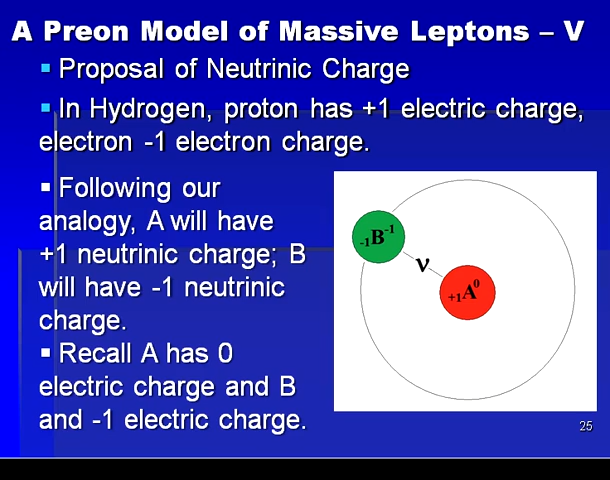 A Preon Model of Massive Leptons – V
▪ Proposal of Neutrinic Charge
▪ In Hydrogen, proton has +1 electric charge,
electron -1 electron charge.
▪ Following our
analogy, A will have
+1 neutrinic charge; B
will have -1 neutrinic
charge.
▪ Recall A has 0
electric charge and B
and -1 electric charge.
₋₁B⁻¹
ν
₊₁A⁰
25